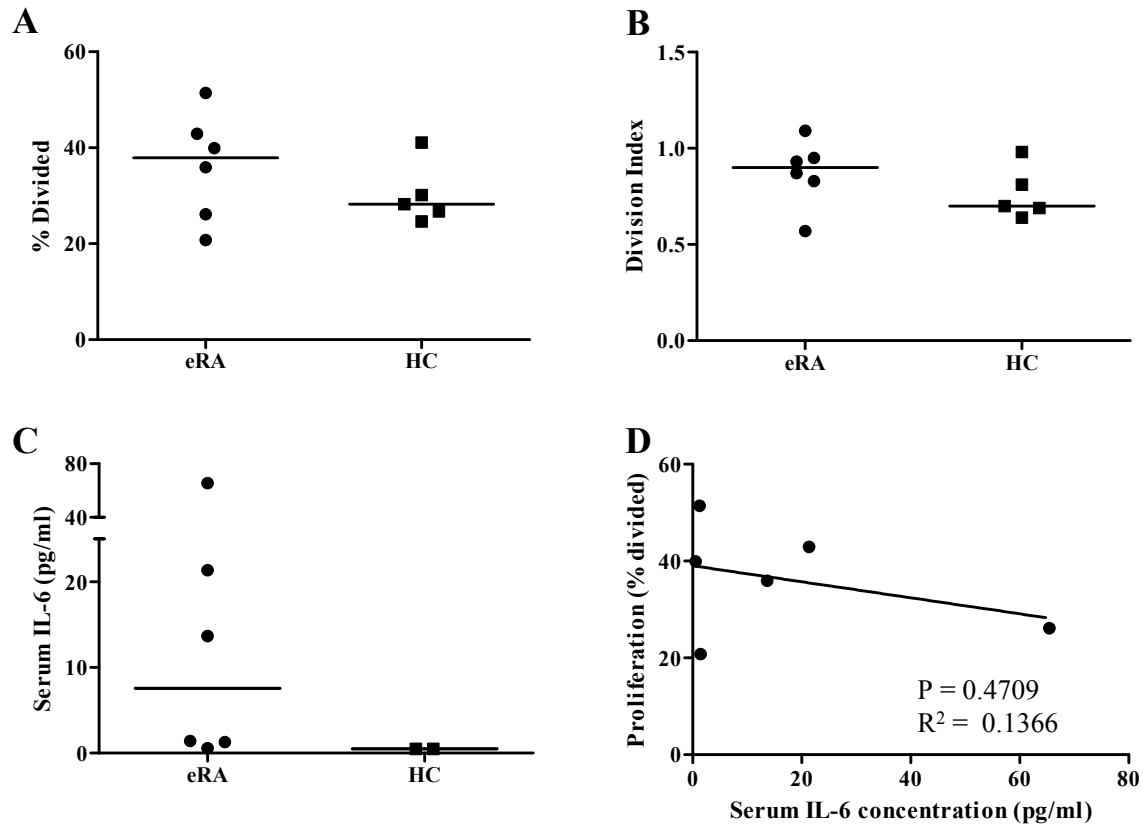 A
% Divided
60
40
20
0
eRA
HC
B
Division Index
1.5
1.0
0.5
0.0
eRA
HC
C
Serum IL-6 (pg/ml)
80
40
20
10
0
eRA
HC
D
Proliferation (% divided)
60
40
20
0
P = 0.4709
R² = 0.1366
0 20 40 60 80
Serum IL-6 concentration (pg/ml)